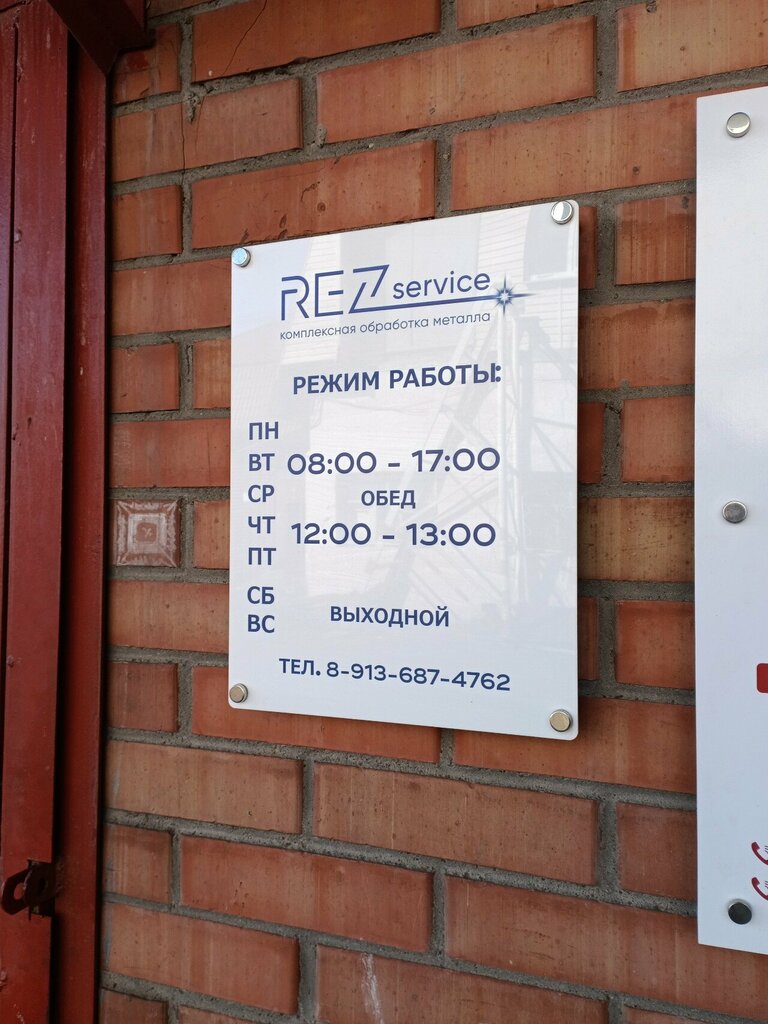 REZ service
комплексная обработка металла
РЕЖИМ РАБОТЫ:
ПН
ВТ 08:00 - 17:00
СР ОБЕД
ЧТ 12:00 - 13:00
ПТ
СБ ВЫХОДНОЙ
ВС
ТЕЛ. 8-913-687-4762